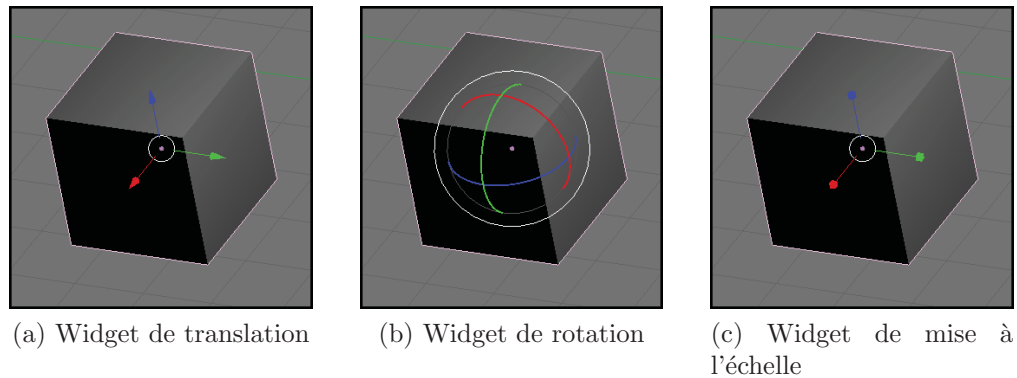 (a) Widget de translation
(b) Widget de rotation
(c) Widget de mise à
l'échelle